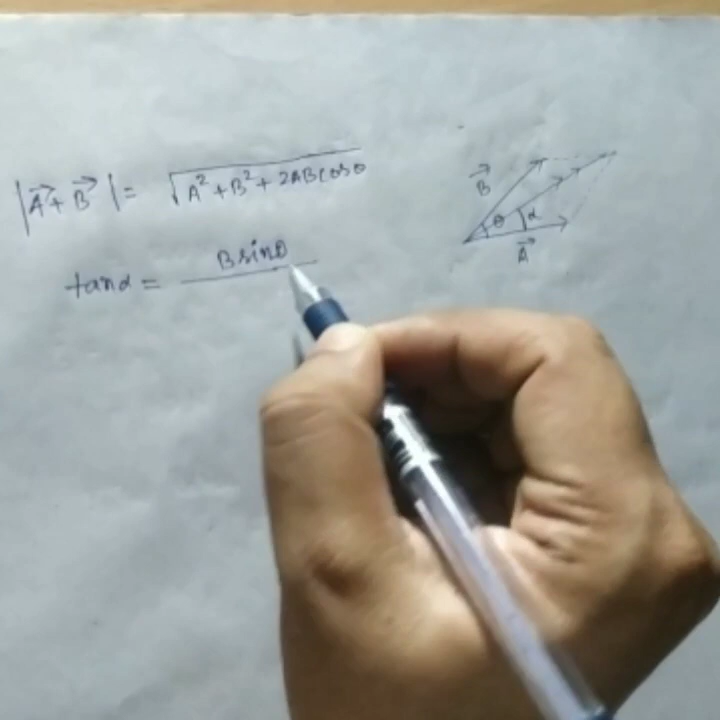 |A⃗ + B⃗| = √A² + B² + 2ABcosθ
tanα = Bsinθ
B⃗
θ α
A⃗